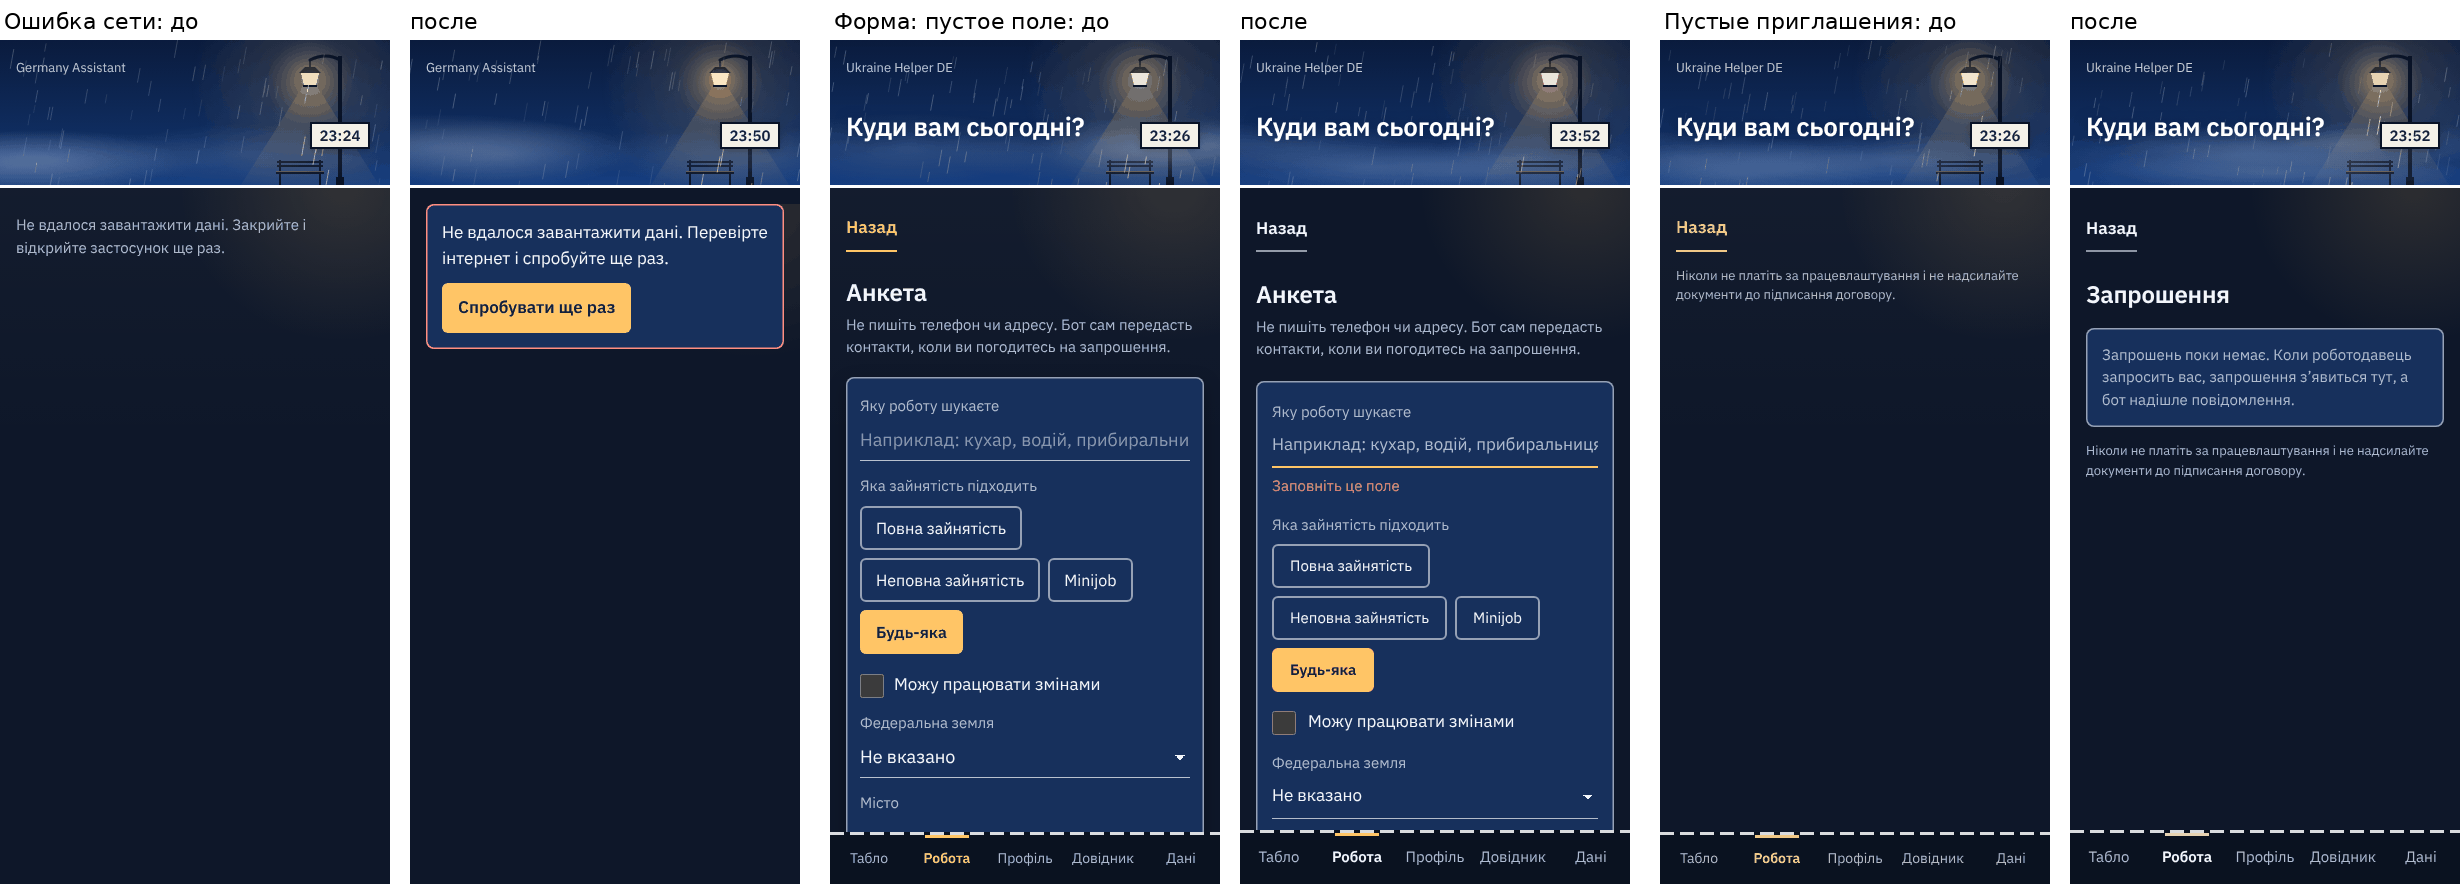 Ошибка сети: до
Germany Assistant
23:24
Не вдалося завантажити дані. Закрийте і
відкрийте застосунок ще раз.
после
Germany Assistant
23:50
Не вдалося завантажити дані. Перевірте
інтернет і спробуйте ще раз.
Спробувати ще раз
Форма: пустое поле: до
Ukraine Helper DE
Куди вам сьогодні?
23:26
Назад
Анкета
Не пишіть телефон чи адресу. Бот сам передасть
контакти, коли ви погодитесь на запрошення.
Яку роботу шукаєте
Наприклад: кухар, водій, прибиральни
Яка зайнятість підходить
Повна зайнятість
Неповна зайнятість Minijob
Будь-яка
Можу працювати змінами
Федеральна земля
Не вказано
Місто
Табло Робота Профіль Довідник Дані
после
Ukraine Helper DE
Куди вам сьогодні?
23:52
Назад
Анкета
Не пишіть телефон чи адресу. Бот сам передасть
контакти, коли ви погодитесь на запрошення.
Яку роботу шукаєте
Наприклад: кухар, водій, прибиральниця
Заповніть це поле
Яка зайнятість підходить
Повна зайнятість
Неповна зайнятість Minijob
Будь-яка
Можу працювати змінами
Федеральна земля
Не вказано
Табло Робота Профіль Довідник Дані
Пустые приглашения: до
Ukraine Helper DE
Куди вам сьогодні?
23:26
Назад
Ніколи не платіть за працевлаштування і не надсилайте
документи до підписання договору.
Табло Робота Профіль Довідник Дані
после
Ukraine Helper DE
Куди вам сьогодні?
23:52
Назад
Запрошення
Запрошень поки немає. Коли роботодавець
запросить вас, запрошення з’явиться тут, а
бот надішле повідомлення.
Ніколи не платіть за працевлаштування і не надсилайте
документи до підписання договору.
Табло Робота Профіль Довідник Дані